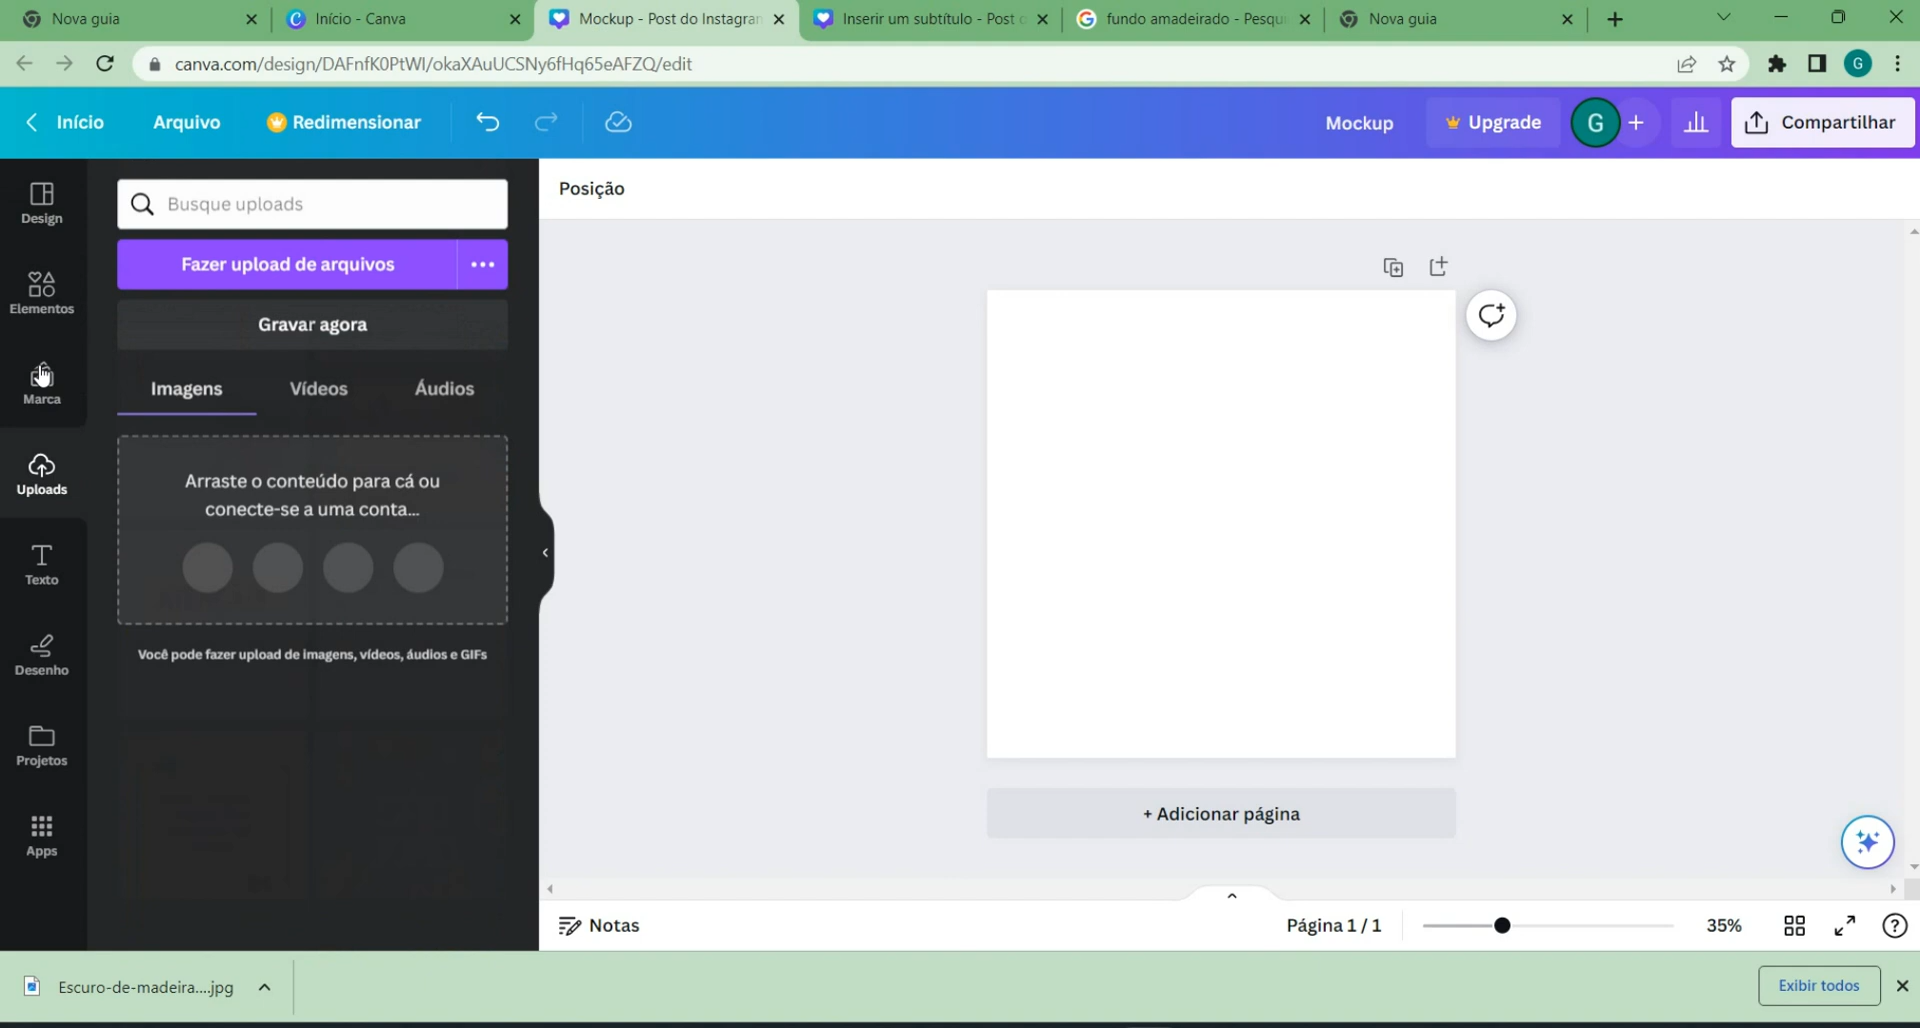 Nova guia
Início - Canva
Mockup - Post do Instagram
Inserir um subtítulo - Post
fundo amadeirado - Pesqui
Nova guia
canva.com/design/DAFnfK0PtWI/okaXAuUCSNy6fHq65eAFZQ/edit
G
Início
Arquivo
Redimensionar
Mockup
Upgrade
G
Compartilhar
Design
Elementos
Marca
Uploads
Texto
Desenho
Projetos
Apps
Busque uploads
Fazer upload de arquivos
Gravar agora
Imagens
Vídeos
Áudios
Arraste o conteúdo para cá ou
conecte-se a uma conta...
Você pode fazer upload de imagens, vídeos, áudios e GIFs
Posição
+ Adicionar página
Notas
Página 1 / 1
35%
Escuro-de-madeira....jpg
Exibir todos